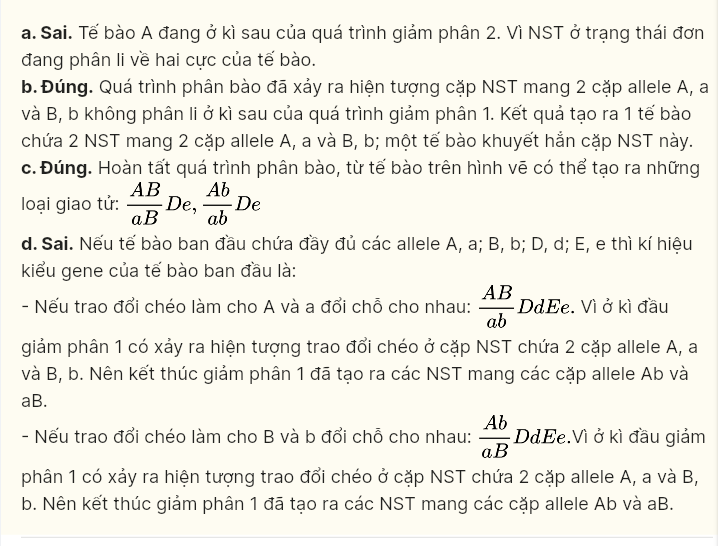 a. Sai. Tế bào A đang ở kì sau của quá trình giảm phân 2. Vì NST ở trạng thái đơn
đang phân li về hai cực của tế bào.
b. Đúng. Quá trình phân bào đã xảy ra hiện tượng cặp NST mang 2 cặp allele A, a
và B, b không phân li ở kì sau của quá trình giảm phân 1. Kết quả tạo ra 1 tế bào
chứa 2 NST mang 2 cặp allele A, a và B, b; một tế bào khuyết hẳn cặp NST này.
c. Đúng. Hoàn tất quá trình phân bào, từ tế bào trên hình vẽ có thể tạo ra những
loại giao tử: \frac{AB}{aB}De, \frac{Ab}{ab}De
d. Sai. Nếu tế bào ban đầu chứa đầy đủ các allele A, a; B, b; D, d; E, e thì kí hiệu
kiểu gene của tế bào ban đầu là:
- Nếu trao đổi chéo làm cho A và a đổi chỗ cho nhau: \frac{AB}{ab}DdEe. Vì ở kì đầu
giảm phân 1 có xảy ra hiện tượng trao đổi chéo ở cặp NST chứa 2 cặp allele A, a
và B, b. Nên kết thúc giảm phân 1 đã tạo ra các NST mang các cặp allele Ab và
aB.
- Nếu trao đổi chéo làm cho B và b đổi chỗ cho nhau: \frac{Ab}{aB}DdEe.Vì ở kì đầu giảm
phân 1 có xảy ra hiện tượng trao đổi chéo ở cặp NST chứa 2 cặp allele A, a và B,
b. Nên kết thúc giảm phân 1 đã tạo ra các NST mang các cặp allele Ab và aB.